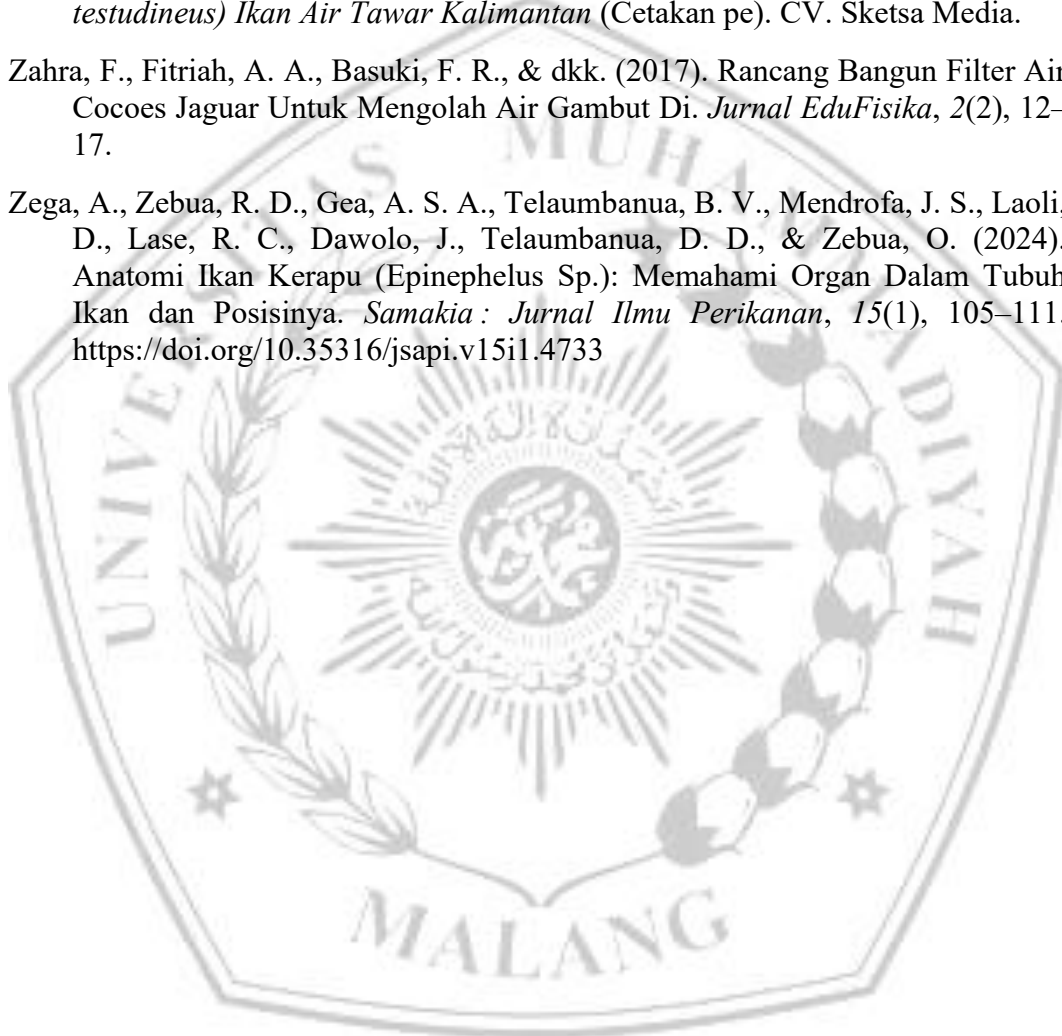 testudineus) Ikan Air Tawar Kalimantan (Cetakan pe). CV. Sketsa Media.
Zahra, F., Fitriah, A. A., Basuki, F. R., & dkk. (2017). Rancang Bangun Filter Air
Cocoes Jaguar Untuk Mengolah Air Gambut Di. Jurnal EduFisika, 2(2), 12–
17.
Zega, A., Zebua, R. D., Gea, A. S. A., Telaumbanua, B. V., Mendrofa, J. S., Laoli,
D., Lase, R. C., Dawolo, J., Telaumbanua, D. D., & Zebua, O. (2024).
Anatomi Ikan Kerapu (Epinephelus Sp.): Memahami Organ Dalam Tubuh
Ikan dan Posisinya. Samakia : Jurnal Ilmu Perikanan, 15(1), 105–111.
https://doi.org/10.35316/jsapi.v15i1.4733
UNIVERSITAS MUHAMMADIYAH
MALANG